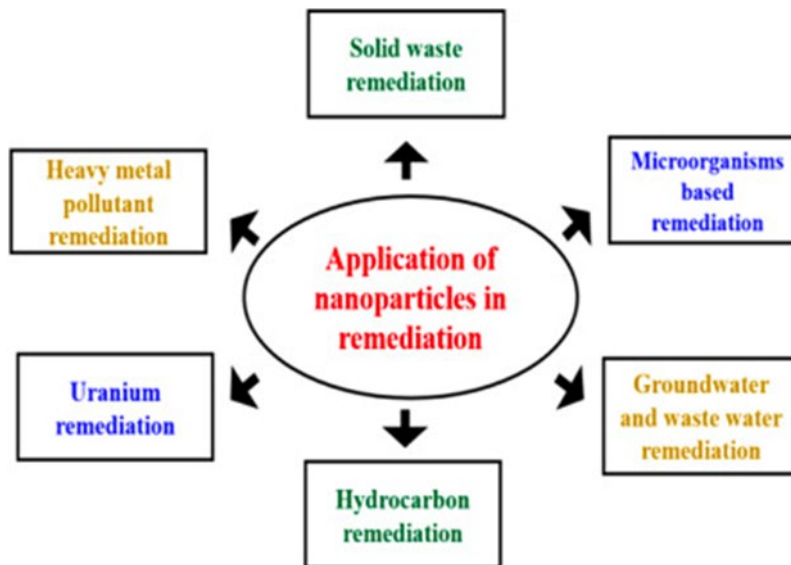 Solid waste
remediation
Heavy metal
pollutant
remediation
Microorganisms
based
remediation
Application of
nanoparticles in
remediation
Uranium
remediation
Groundwater
and waste water
remediation
Hydrocarbon
remediation